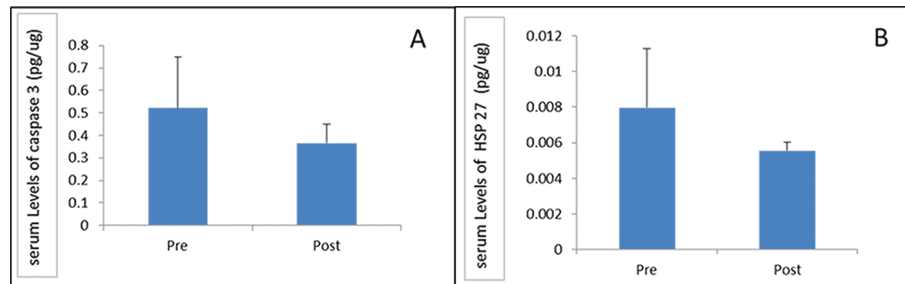 A
serum Levels of caspase 3 (pg/ug)
0.8
0.7
0.6
0.5
0.4
0.3
0.2
0.1
0
Pre
Post
B
serum Levels of HSP 27 (pg/ug)
0.012
0.01
0.008
0.006
0.004
0.002
0
Pre
Post